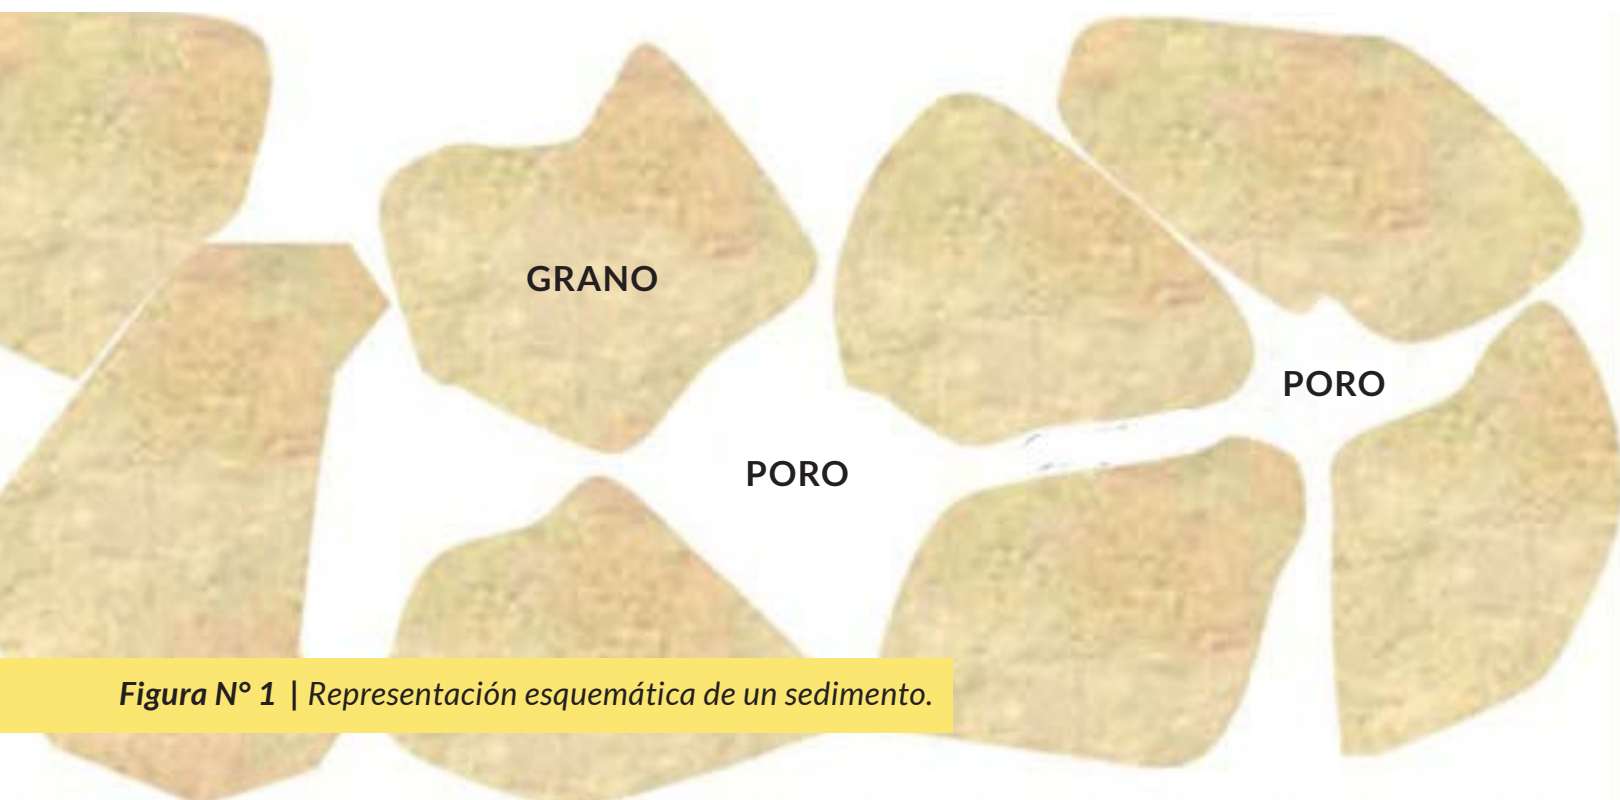 GRANO
PORO
PORO
Figura N° 1 | Representación esquemática de un sedimento.